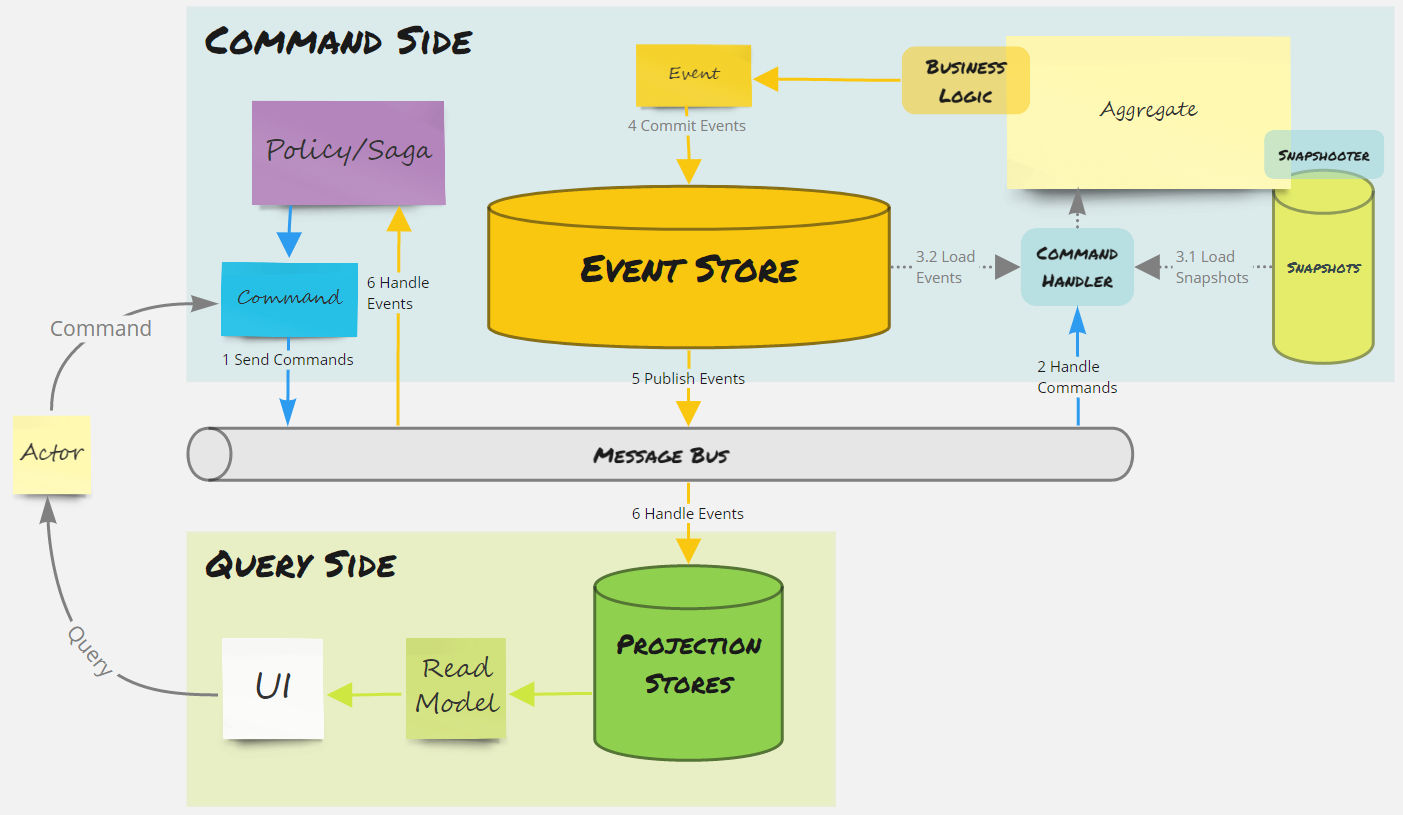 COMMAND SIDE
Event
BUSINESS
LOGIC
Aggregate
4 Commit Events
Policy/Saga
SNAPSHOOTER
EVENT STORE
3.2 Load
Events
COMMAND
HANDLER
3.1 Load
Snapshots
SNAPSHOTS
Command
6 Handle
Events
Command
1 Send Commands
5 Publish Events
2 Handle
Commands
Actor
MESSAGE BUS
6 Handle Events
QUERY SIDE
Query
UI
Read
Model
PROJECTION
STORES